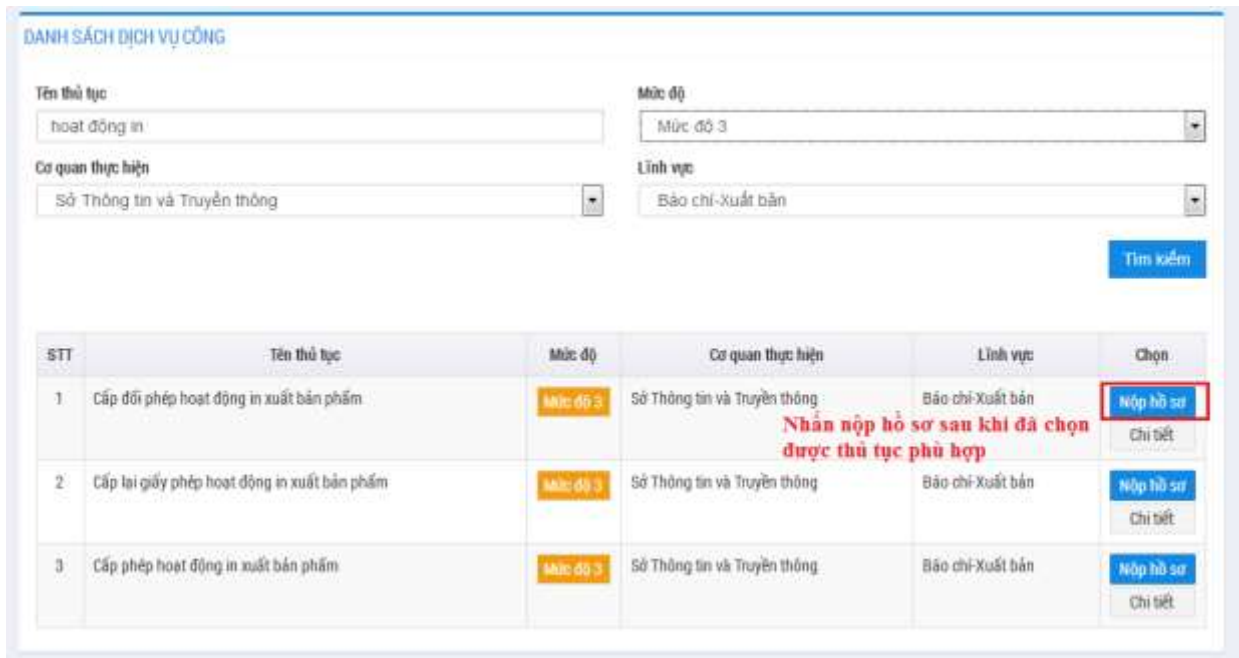 DANH SÁCH DỊCH VỤ CÔNG
Tên thủ tục
Mức độ
hoạt động in
Mức độ 3
Cơ quan thực hiện
Lĩnh vực
Sở Thông tin và Truyền thông
Báo chí-Xuất bản
Tìm kiếm
STT
Tên thủ tục
Mức độ
Cơ quan thực hiện
Lĩnh vực
Chọn
1
Cấp đổi phép hoạt động in xuất bản phẩm
Mức độ 3
Sở Thông tin và Truyền thông
Báo chí-Xuất bản
Nộp hồ sơ
Chi tiết
Nhấn nộp hồ sơ sau khi đã chọn
được thủ tục phù hợp
2
Cấp lại giấy phép hoạt động in xuất bản phẩm
Mức độ 3
Sở Thông tin và Truyền thông
Báo chí-Xuất bản
Nộp hồ sơ
Chi tiết
3
Cấp phép hoạt động in xuất bản phẩm
Mức độ 3
Sở Thông tin và Truyền thông
Báo chí-Xuất bản
Nộp hồ sơ
Chi tiết